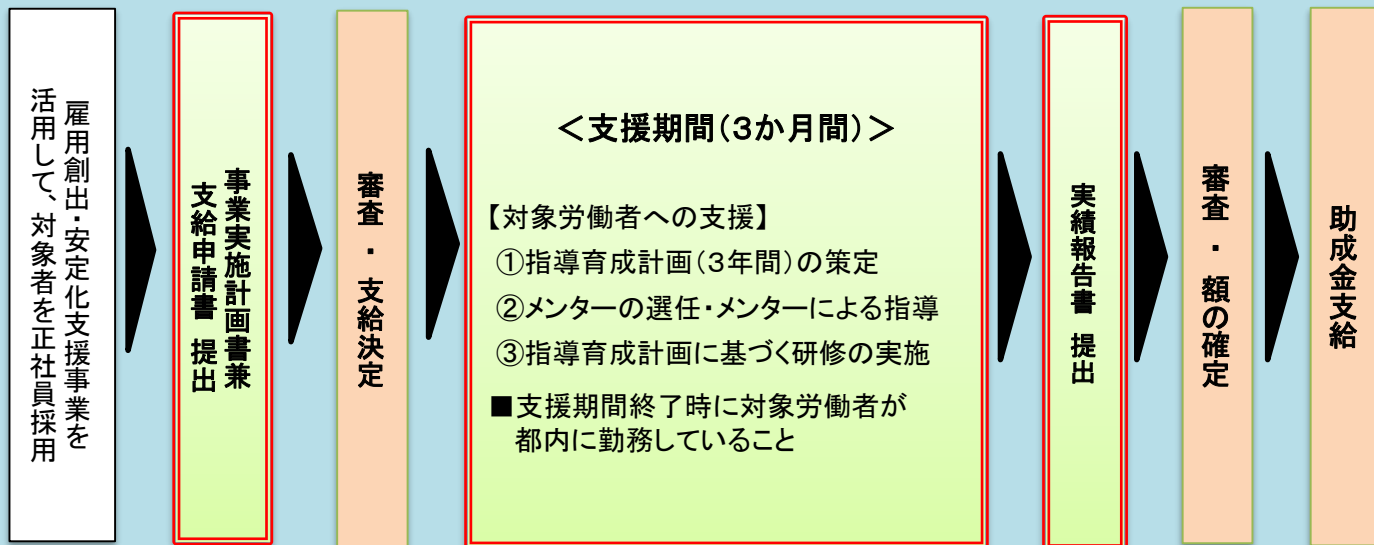 雇用創出・安定化支援事業を
活用して、対象者を正社員採用
事業実施計画書兼
支給申請書 提出
審査・支給決定
＜支援期間（３か月間）＞
【対象労働者への支援】
①指導育成計画（３年間）の策定
②メンターの選任・メンターによる指導
③指導育成計画に基づく研修の実施
■支援期間終了時に対象労働者が
都内に勤務していること
実績報告書 提出
審査・額の確定
助成金支給